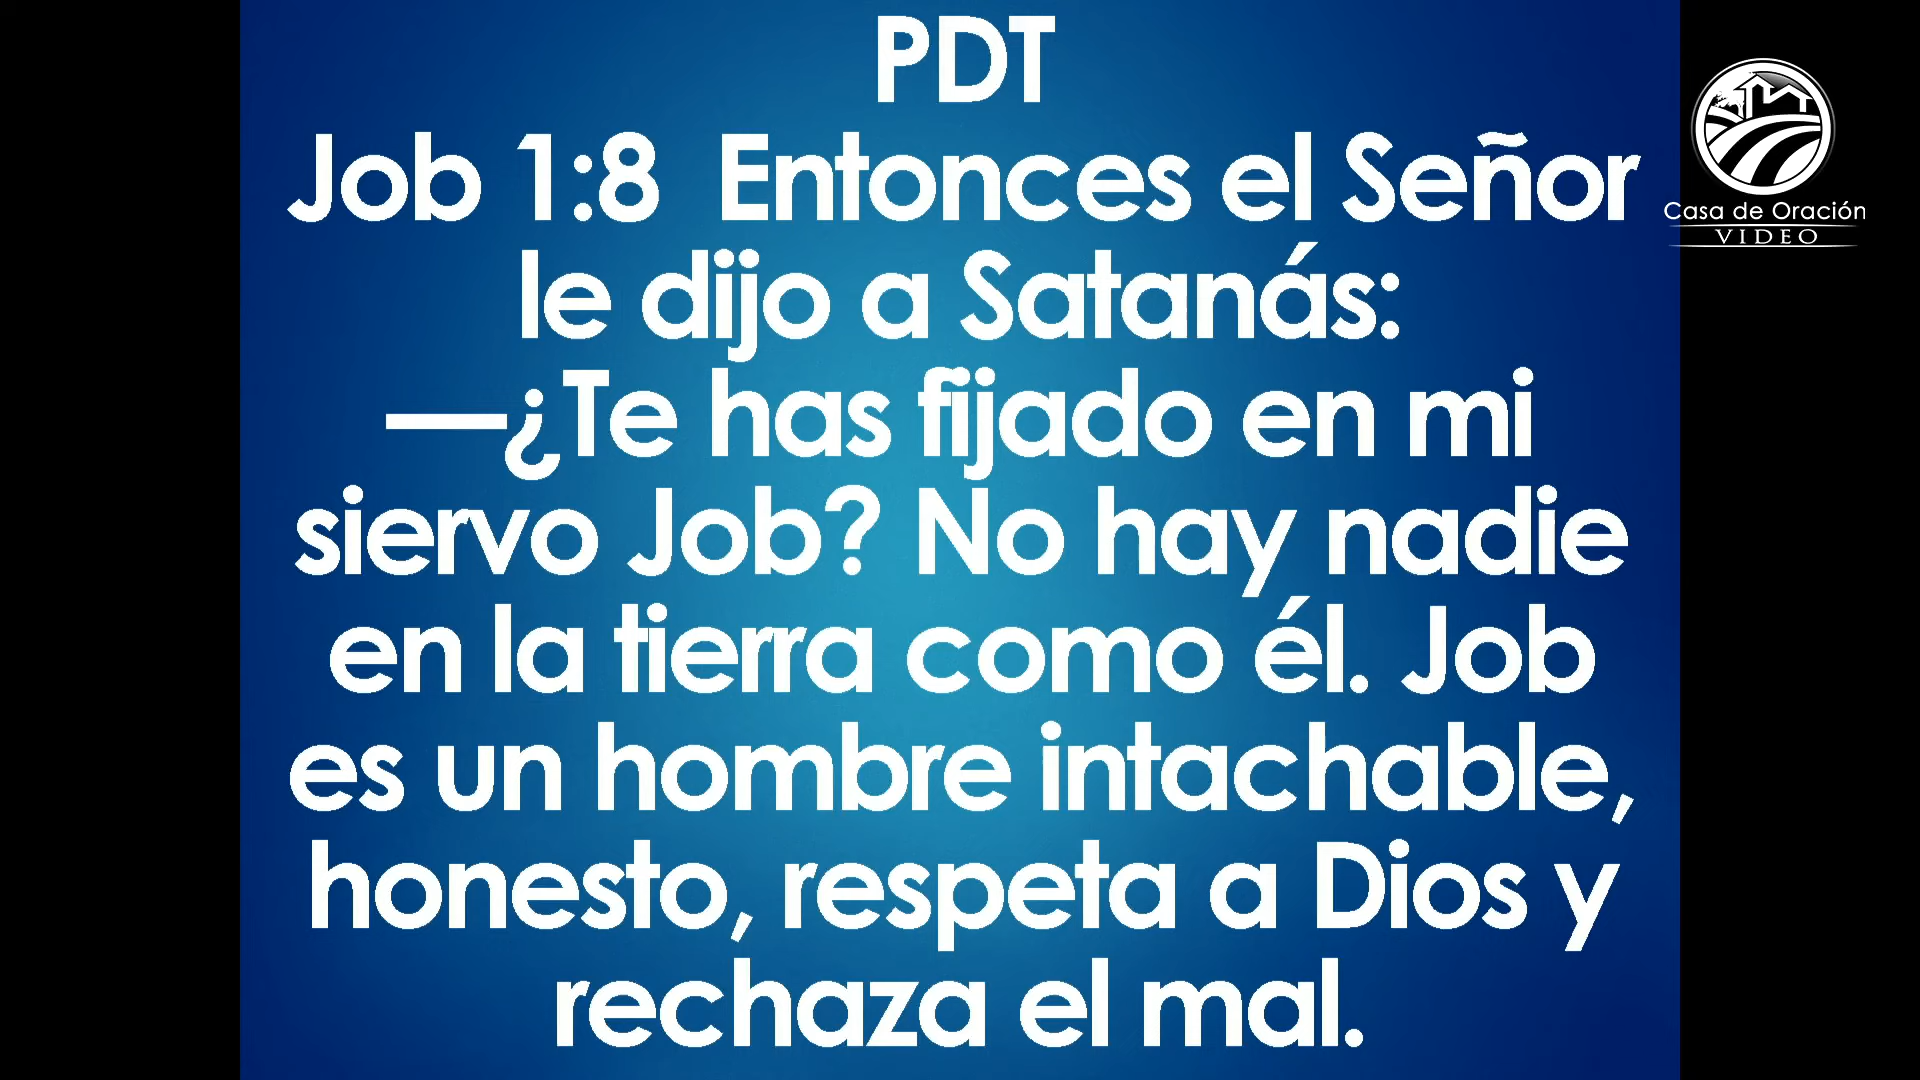 PDT
Job 1:8  Entonces el Señor
le dijo a Satanás:
—¿Te has fijado en mi
siervo Job?  No hay nadie
en la tierra como él. Job
es un hombre intachable,
honesto, respeta a Dios y
rechaza el mal.
Casa de Oración
VIDEO